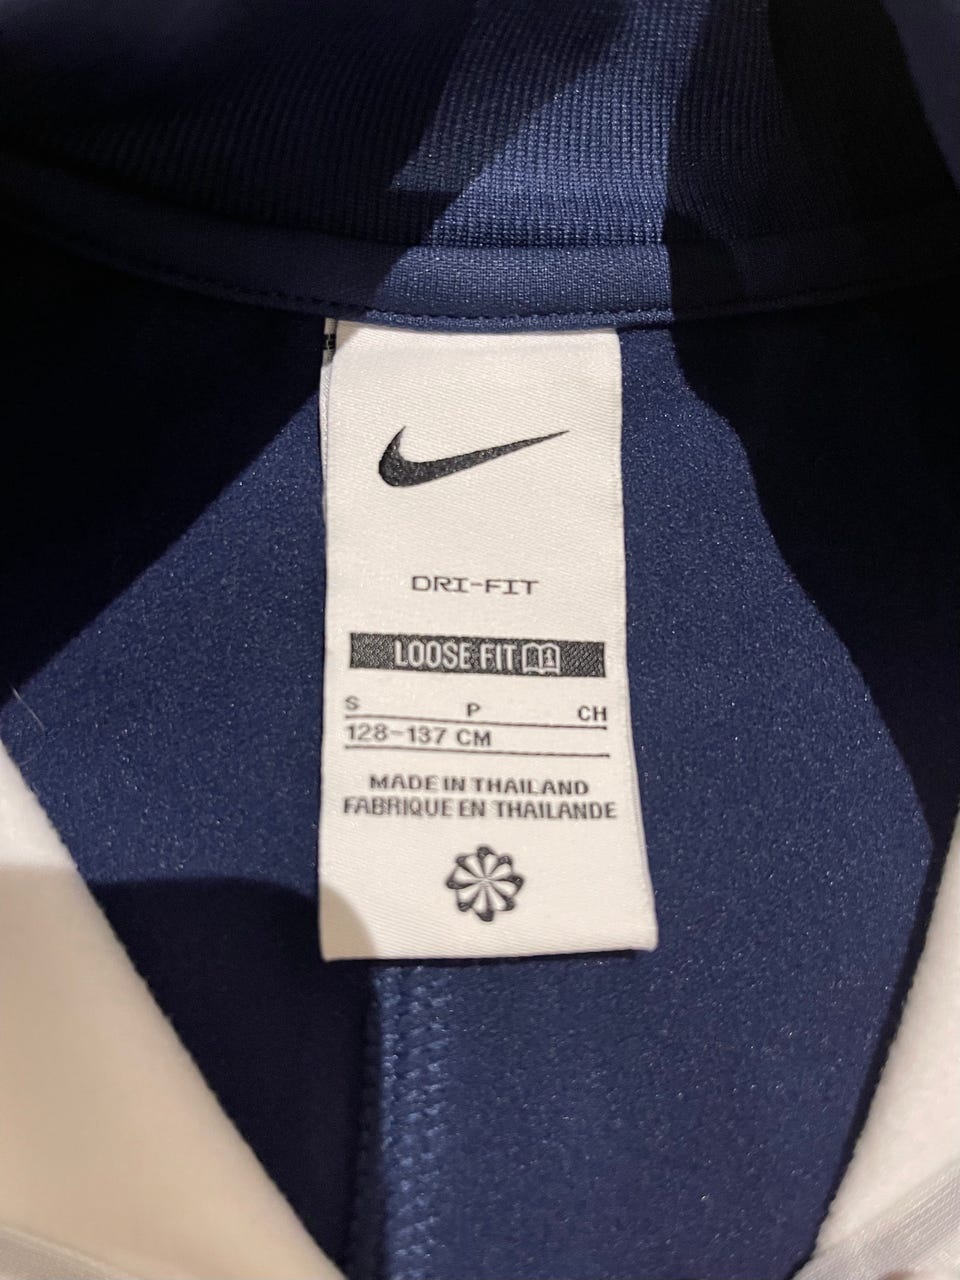 DRI-FIT
LOOSE FIT
S P CH
128-137 CM
MADE IN THAILAND
FABRIQUE EN THAILANDE